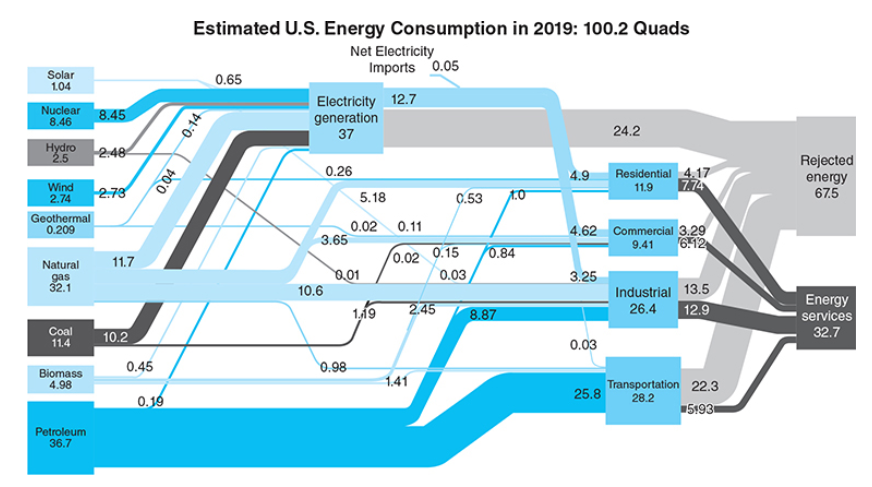 Estimated U.S. Energy Consumption in 2019: 100.2 Quads
Net Electricity
Imports
0.05
Solar
1.04
0.65
Nuclear
8.46
8.45
Electricity
generation
37
12.7
0.14
24.2
Hydro
2.5
2.48
Rejected
energy
67.5
Wind
2.74
2.73
0.04
0.26
4.9
Residential
11.9
4.17
7.74
5.18
0.53
1.0
Geothermal
0.209
0.02
0.11
4.62
Commercial
9.41
3.29
6.12
3.65
Natural
gas
32.1
11.7
0.02
0.15
0.84
0.01
0.03
3.25
10.6
Industrial
26.4
13.5
12.9
Energy
services
32.7
1.19
2.45
8.87
Coal
11.4
10.2
0.03
Biomass
4.98
0.45
0.98
1.41
Transportation
28.2
22.3
25.8
5.93
0.19
Petroleum
36.7